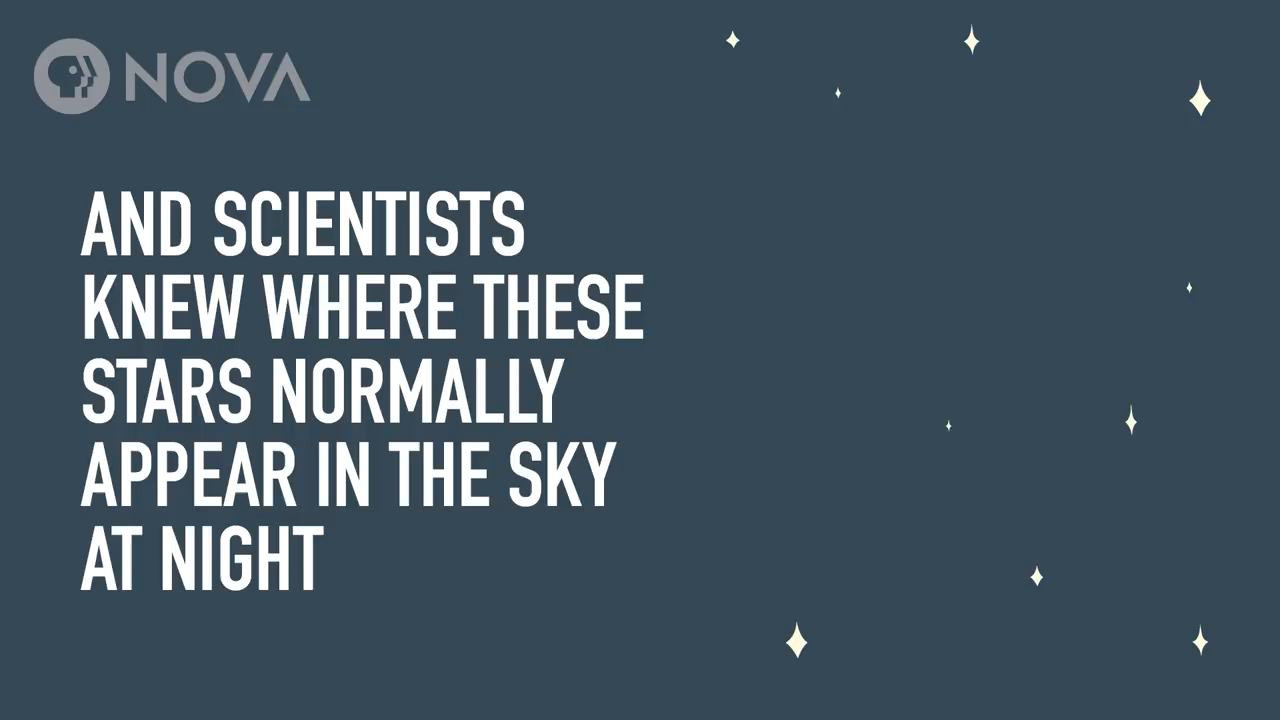 NOVA
AND SCIENTISTS
KNEW WHERE THESE
STARS NORMALLY
APPEAR IN THE SKY
AT NIGHT